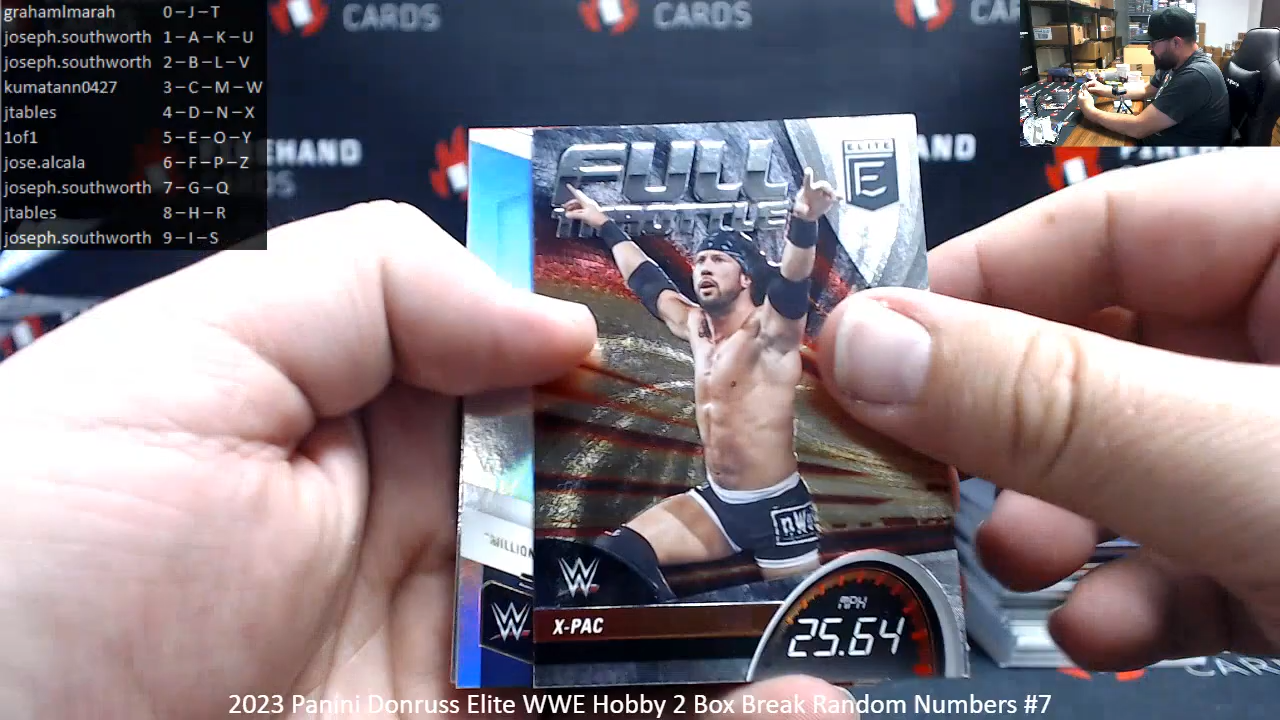 grahamlmarah 0-J-T
joseph.southworth 1-A-K-U
joseph.southworth 2-B-L-V
kumatann0427 3-C-M-W
jtables 4-D-N-X
1of1 5-E-O-Y
jose.alcala 6-F-P-Z
joseph.southworth 7-G-Q
jtables 8-H-R
joseph.southworth 9-I-S
CARDS
CARDS
FULL
ELITE
E
nWo
"MILLION
W
W
X-PAC
MPH
25.64
2023 Panini Donruss Elite WWE Hobby 2 Box Break Random Numbers #7